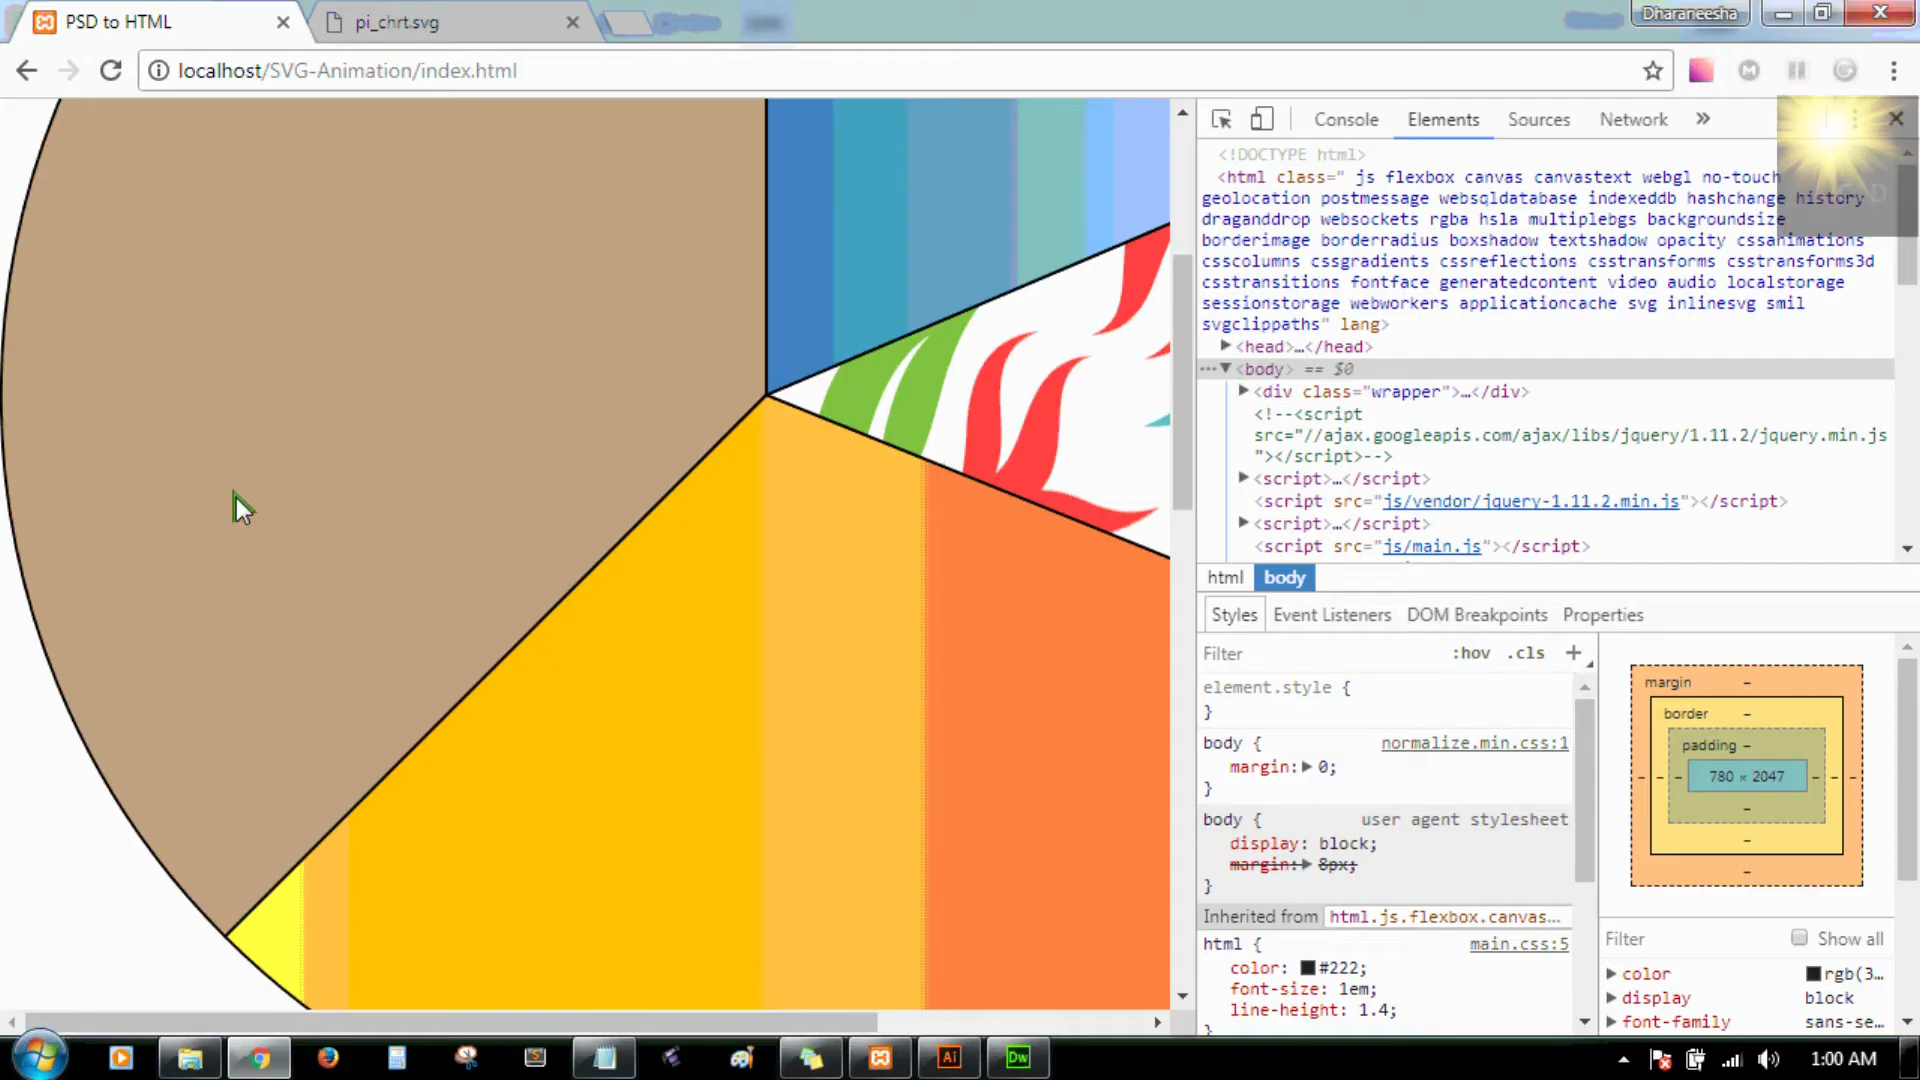 PSD to HTML
pi_chrt.svg
Dharaneesha
localhost/SVG-Animation/index.html
Console Elements Sources Network »
<!DOCTYPE html>
<html class=" js flexbox canvas canvastext webgl no-touch
geolocation postmessage websqldatabase indexeddb hashchange history
draganddrop websockets rgba hsla multiplebgs backgroundsize
borderimage borderradius boxshadow textshadow opacity cssanimations
csscolumns cssgradients cssreflections csstransforms csstransforms3d
csstransitions fontface generatedcontent video audio localstorage
sessionstorage webworkers applicationcache svg inlinesvg smil
svgclippaths" lang>
<head>…</head>
<body> == $0
<div class="wrapper">…</div>
<!--<script
src="//ajax.googleapis.com/ajax/libs/jquery/1.11.2/jquery.min.js
"></script>-->
<script>…</script>
<script src="js/vendor/jquery-1.11.2.min.js"></script>
<script>…</script>
<script src="js/main.js"></script>
html body
Styles Event Listeners DOM Breakpoints Properties
Filter :hov .cls +
element.style {
}
body { normalize.min.css:1
margin: 0;
}
body { user agent stylesheet
display: block;
margin: 8px;
}
Inherited from html.js.flexbox.canvas…
html { main.css:5
color: #222;
font-size: 1em;
line-height: 1.4;
}
margin –
border –
padding –
– – – 780 × 2047 – – –
–
–
–
Filter Show all
color rgb(3…
display block
font-family sans-se…
Ai
Dw
1:00 AM